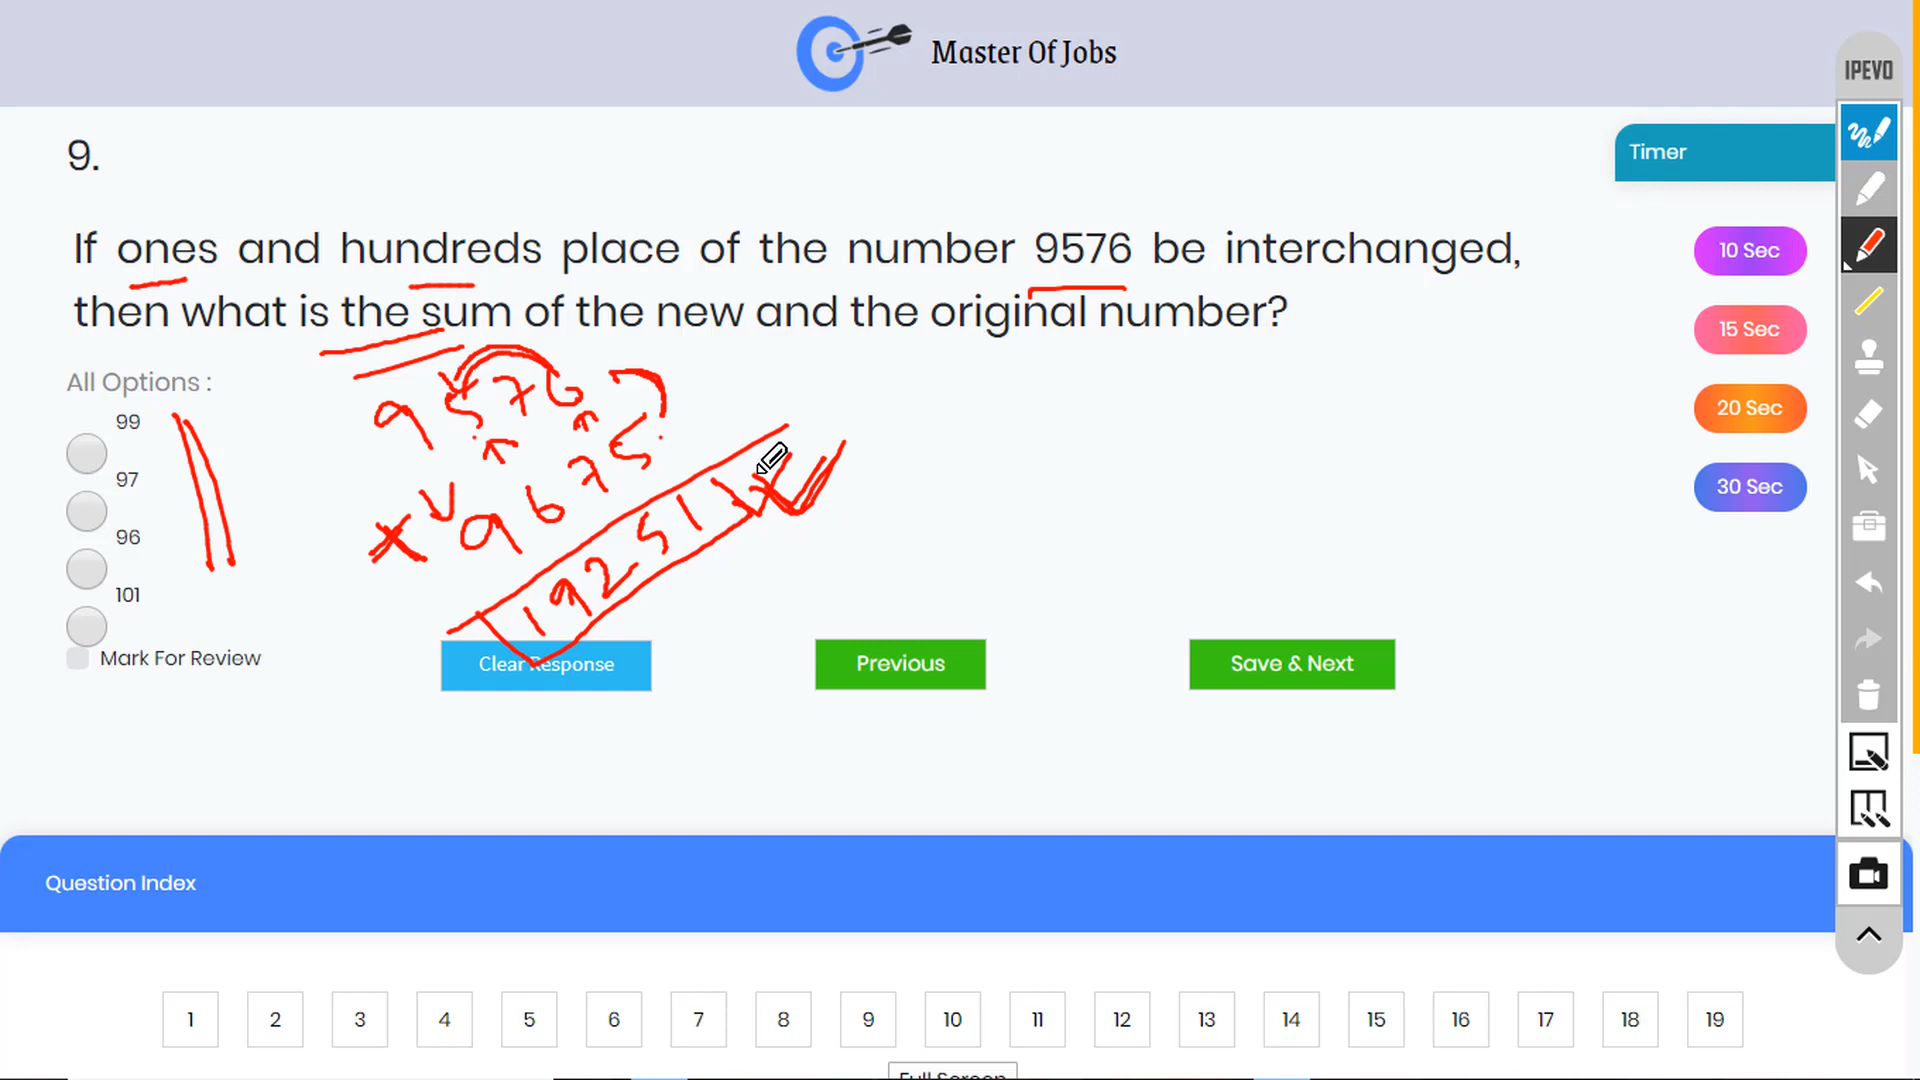 Master Of Jobs
IPEVO
9.
Timer
If ones and hundreds place of the number 9576 be interchanged,
then what is the sum of the new and the original number?
10 Sec
15 Sec
20 Sec
30 Sec
All Options :
99
97
96
101
9576
9675
19251
Mark For Review
Clear Response
Previous
Save & Next
Question Index
1 2 3 4 5 6 7 8 9 10 11 12 13 14 15 16 17 18 19
Full Screen